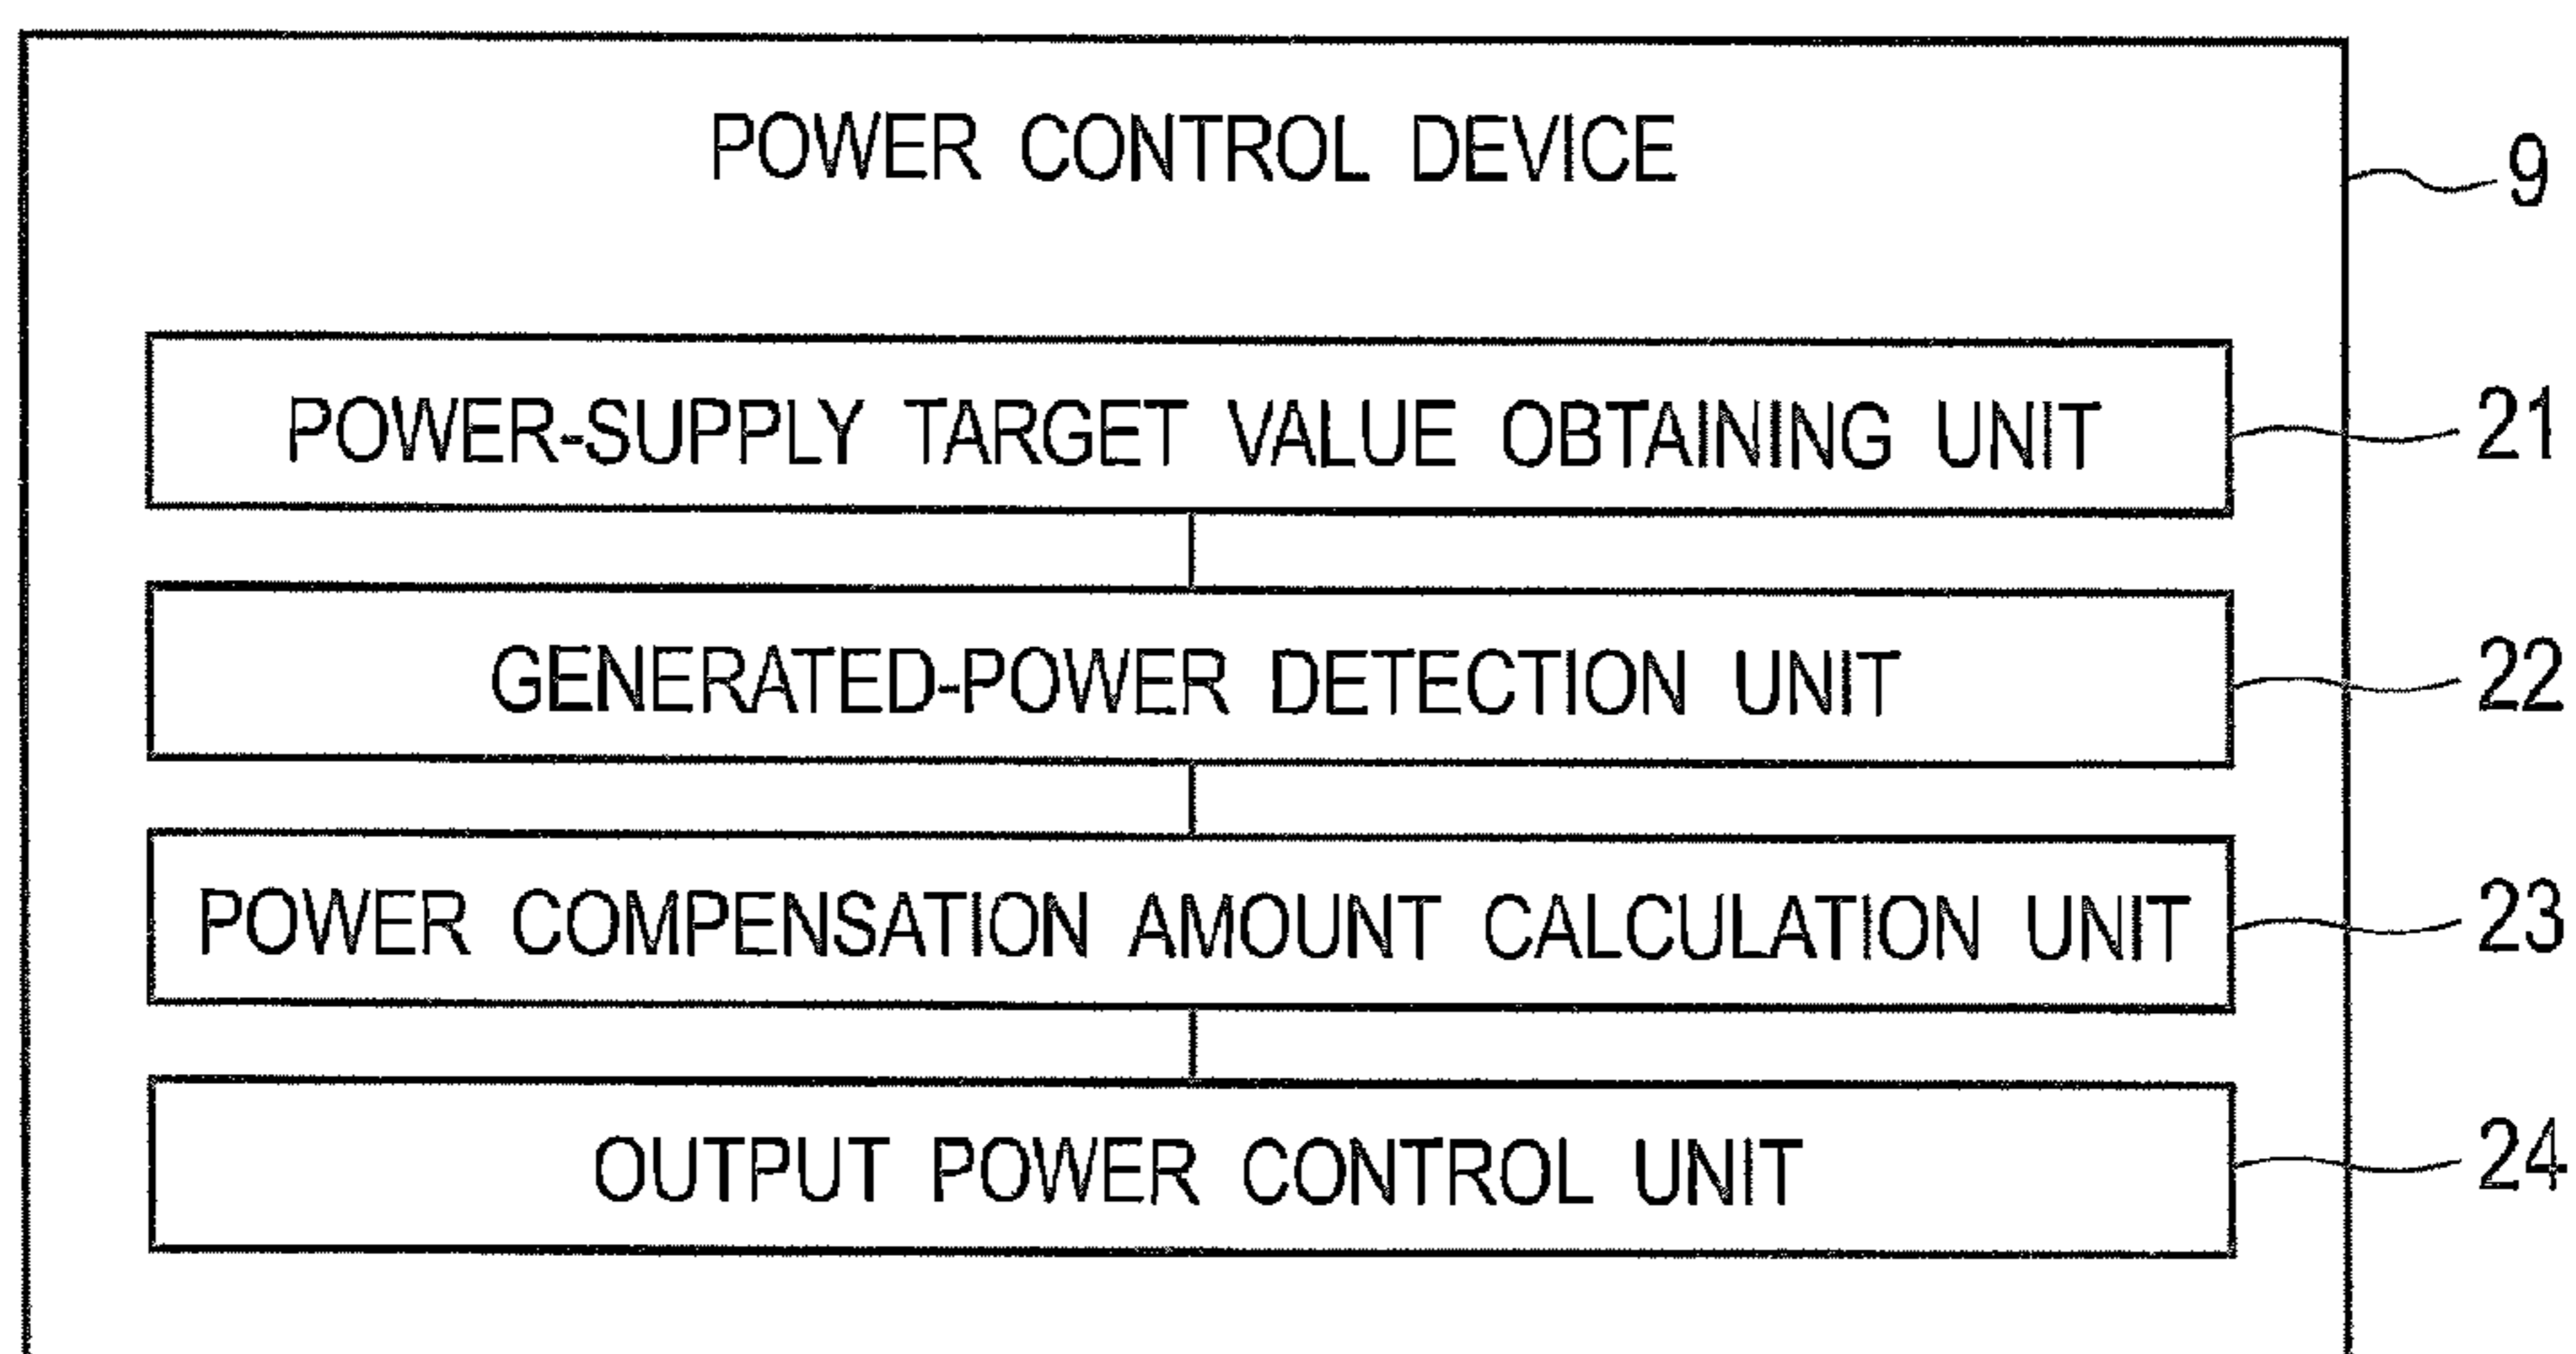 POWER CONTROL DEVICE
9
POWER-SUPPLY TARGET VALUE OBTAINING UNIT
21
GENERATED-POWER DETECTION UNIT
22
POWER COMPENSATION AMOUNT CALCULATION UNIT
23
OUTPUT POWER CONTROL UNIT
24